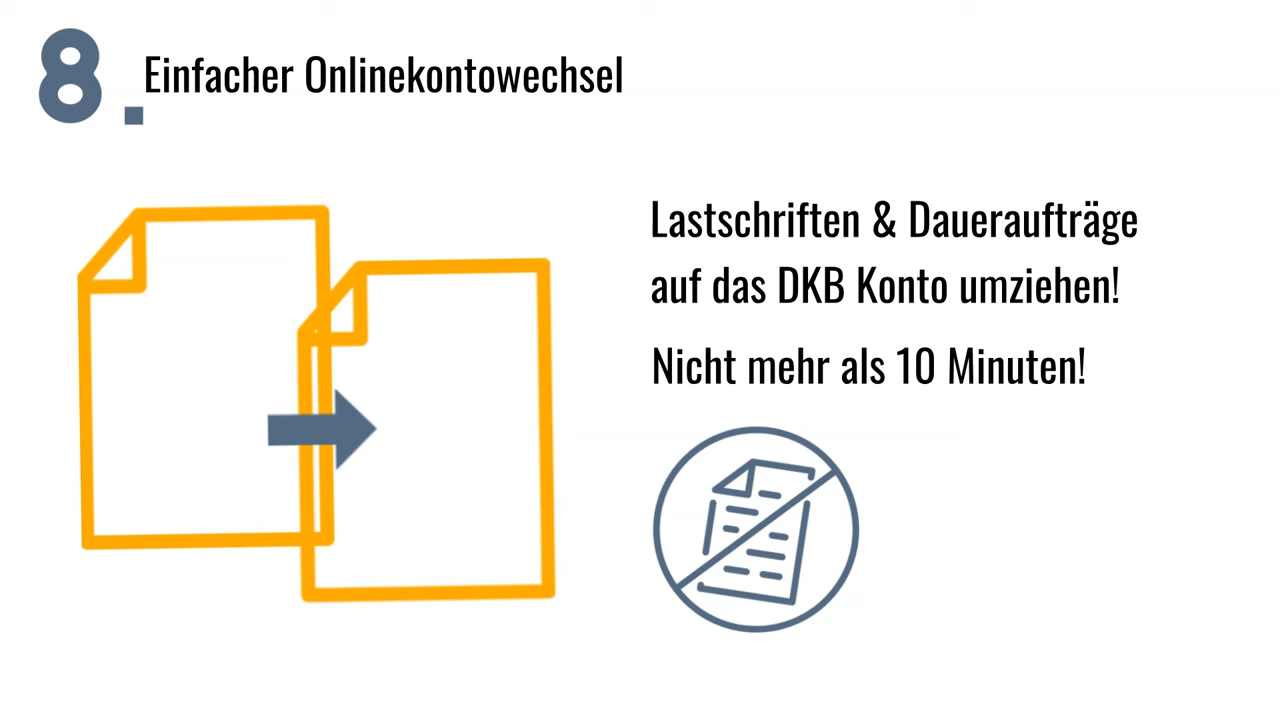 8. Einfacher Onlinekontowechsel
Lastschriften & Daueraufträge
auf das DKB Konto umziehen!
Nicht mehr als 10 Minuten!